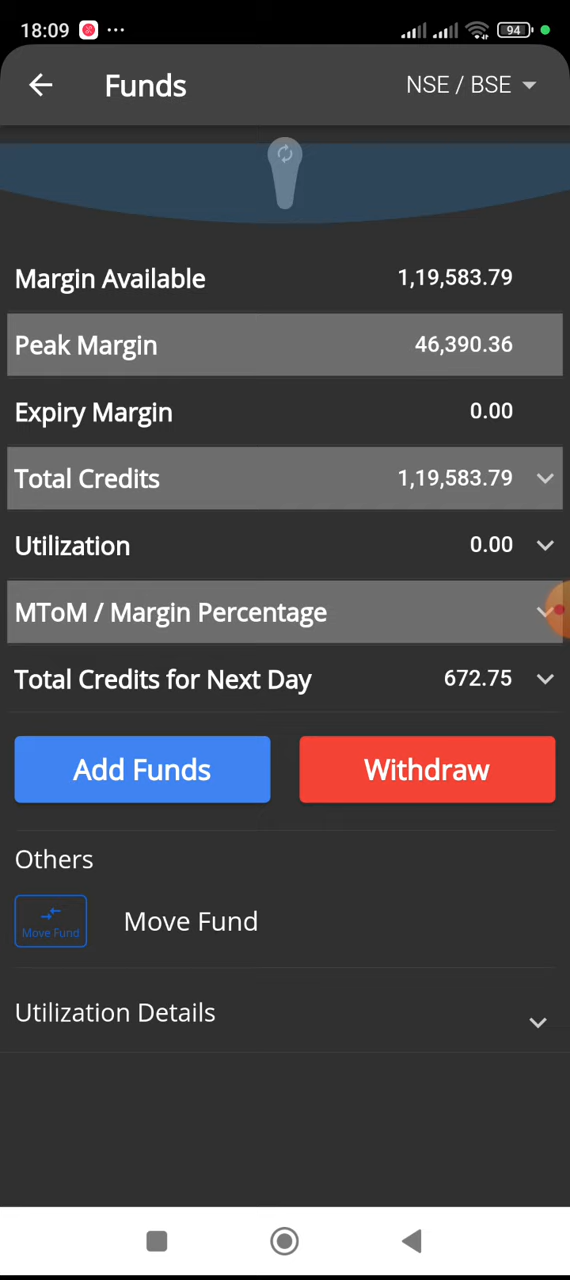 18:09 94
Funds NSE / BSE
Margin Available 1,19,583.79
Peak Margin 46,390.36
Expiry Margin 0.00
Total Credits 1,19,583.79
Utilization 0.00
MToM / Margin Percentage
Total Credits for Next Day 672.75
Add Funds Withdraw
Others
Move Fund Move Fund
Utilization Details